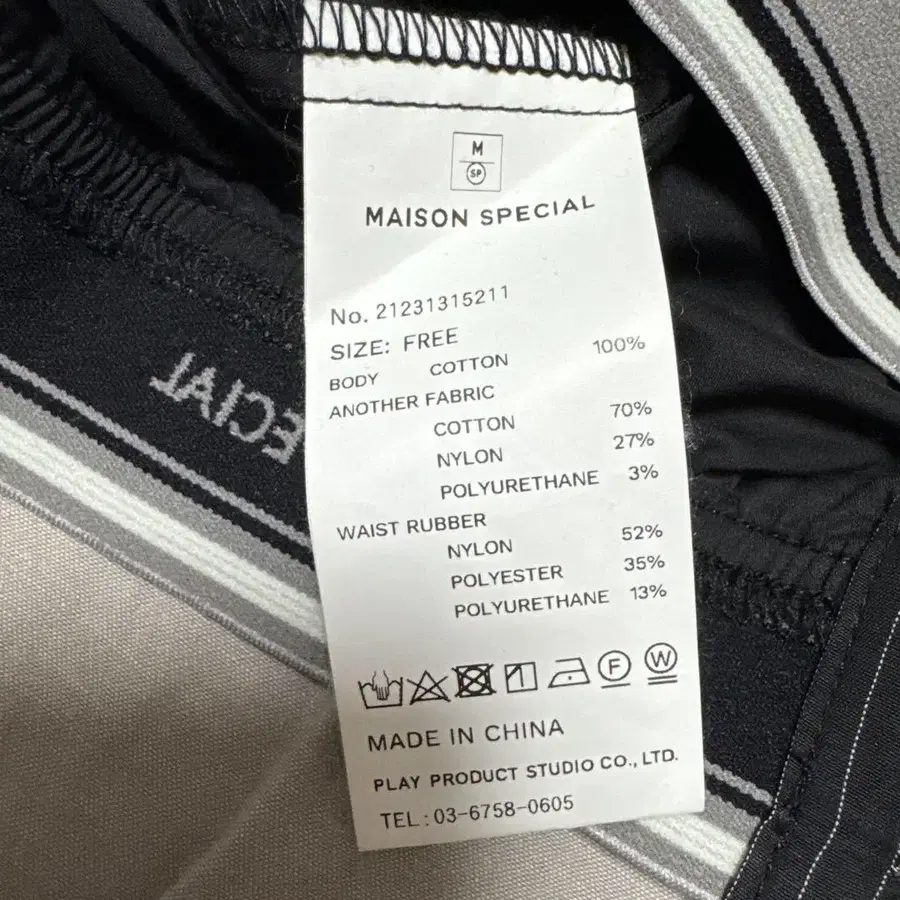 M
SP
MAISON SPECIAL
No. 21231315211
SIZE: FREE
BODY COTTON 100%
ANOTHER FABRIC
COTTON 70%
NYLON 27%
POLYURETHANE 3%
WAIST RUBBER
NYLON 52%
POLYESTER 35%
POLYURETHANE 13%
F W
MADE IN CHINA
PLAY PRODUCT STUDIO CO., LTD.
TEL:03-6758-0605
ECIAL